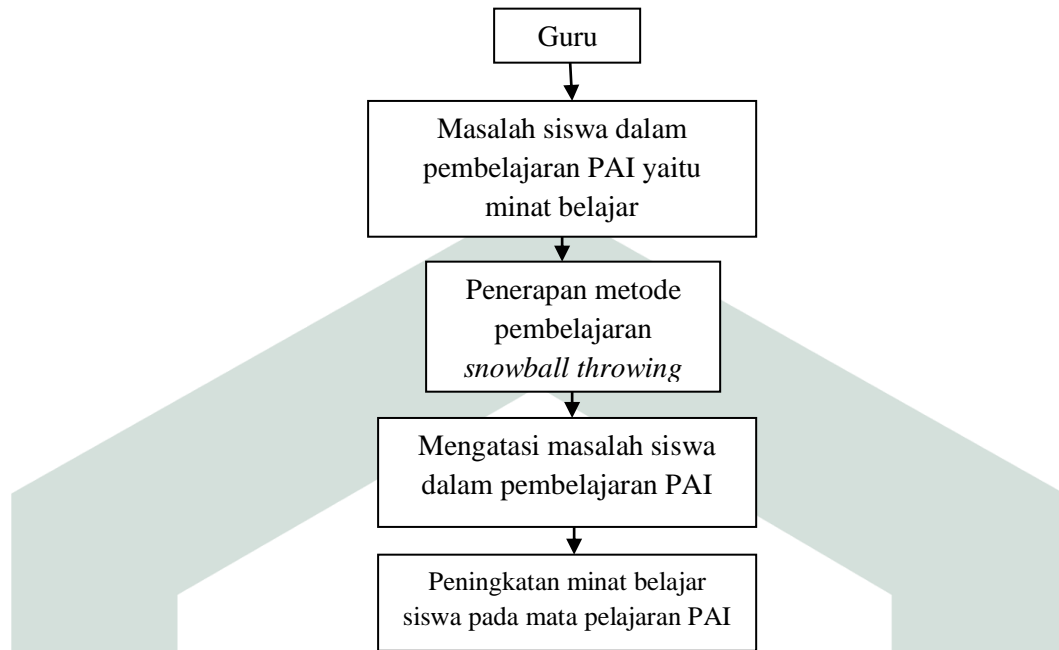 Guru
Masalah siswa dalam
pembelajaran PAI yaitu
minat belajar
Penerapan metode
pembelajaran
snowball throwing
Mengatasi masalah siswa
dalam pembelajaran PAI
Peningkatan minat belajar
siswa pada mata pelajaran PAI